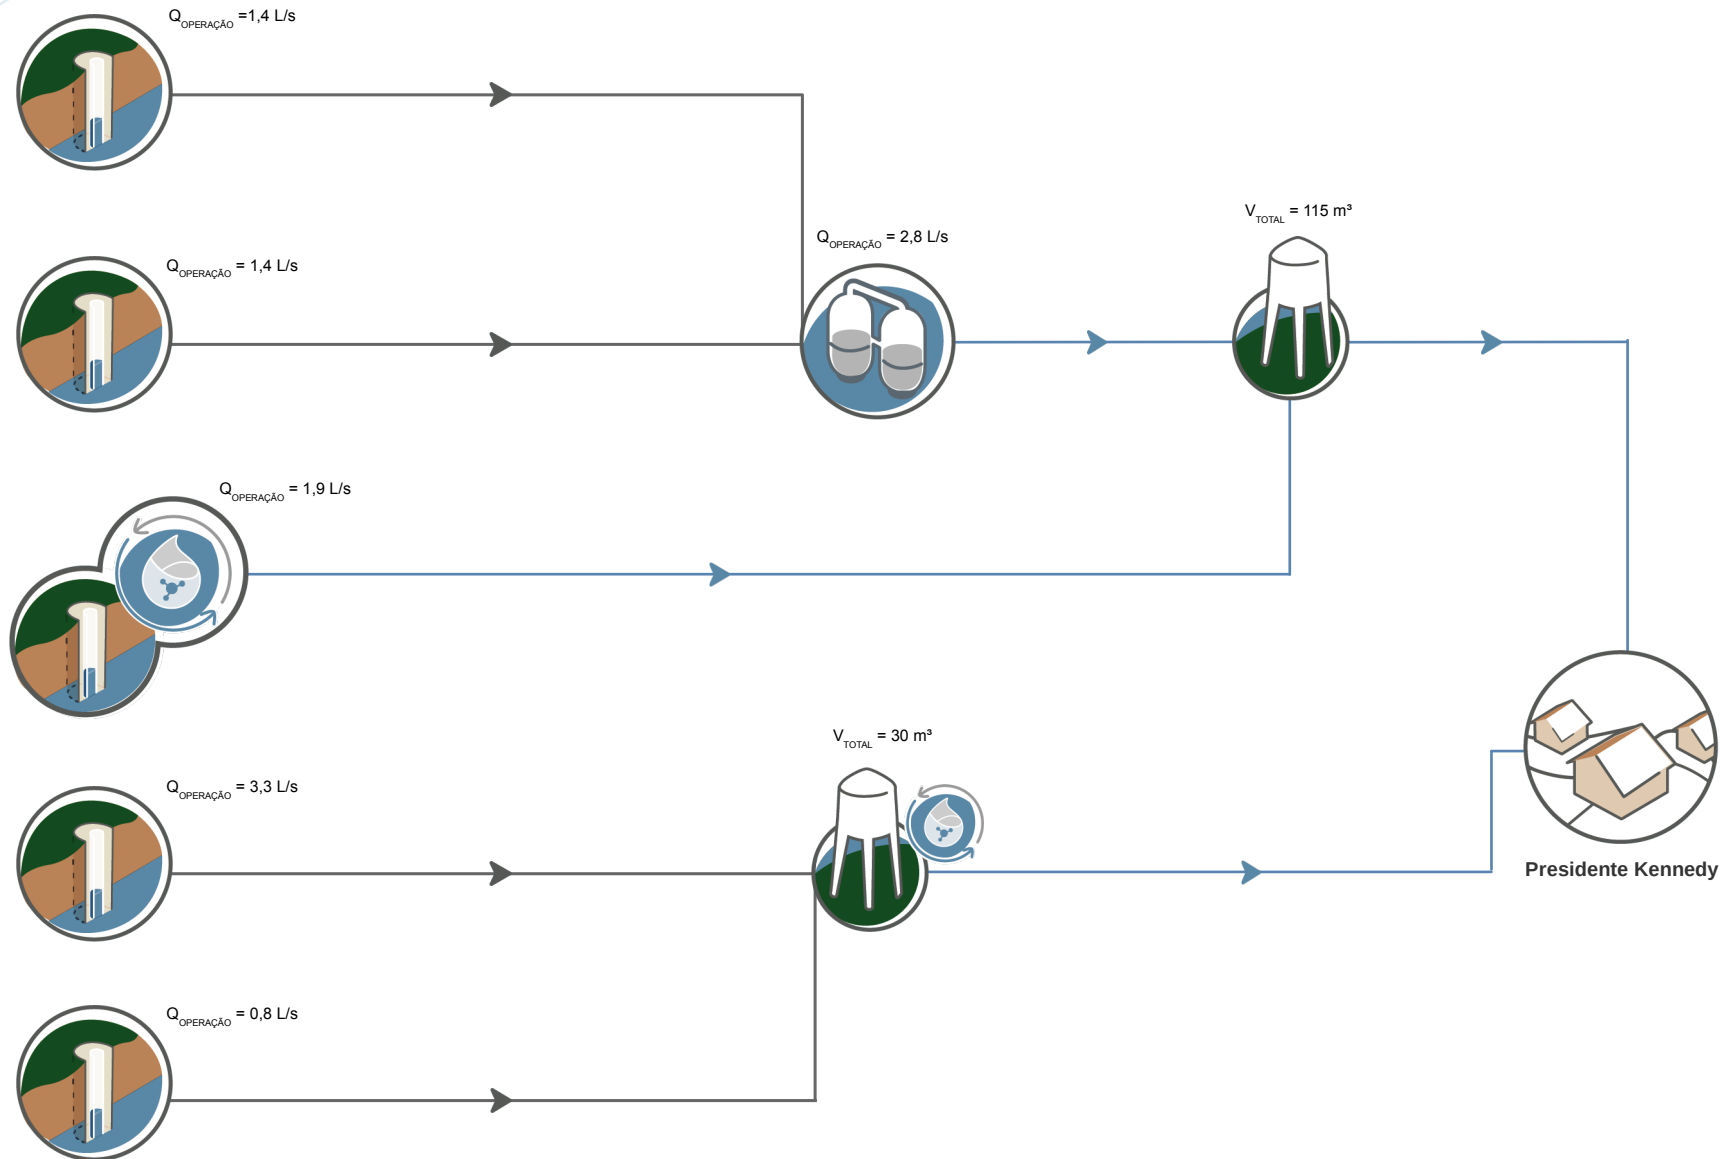 QOPERAÇÃO =1,4 L/s
VTOTAL = 115 m³
QOPERAÇÃO = 2,8 L/s
QOPERAÇÃO = 1,4 L/s
QOPERAÇÃO = 1,9 L/s
VTOTAL = 30 m³
QOPERAÇÃO = 3,3 L/s
Presidente Kennedy
QOPERAÇÃO = 0,8 L/s